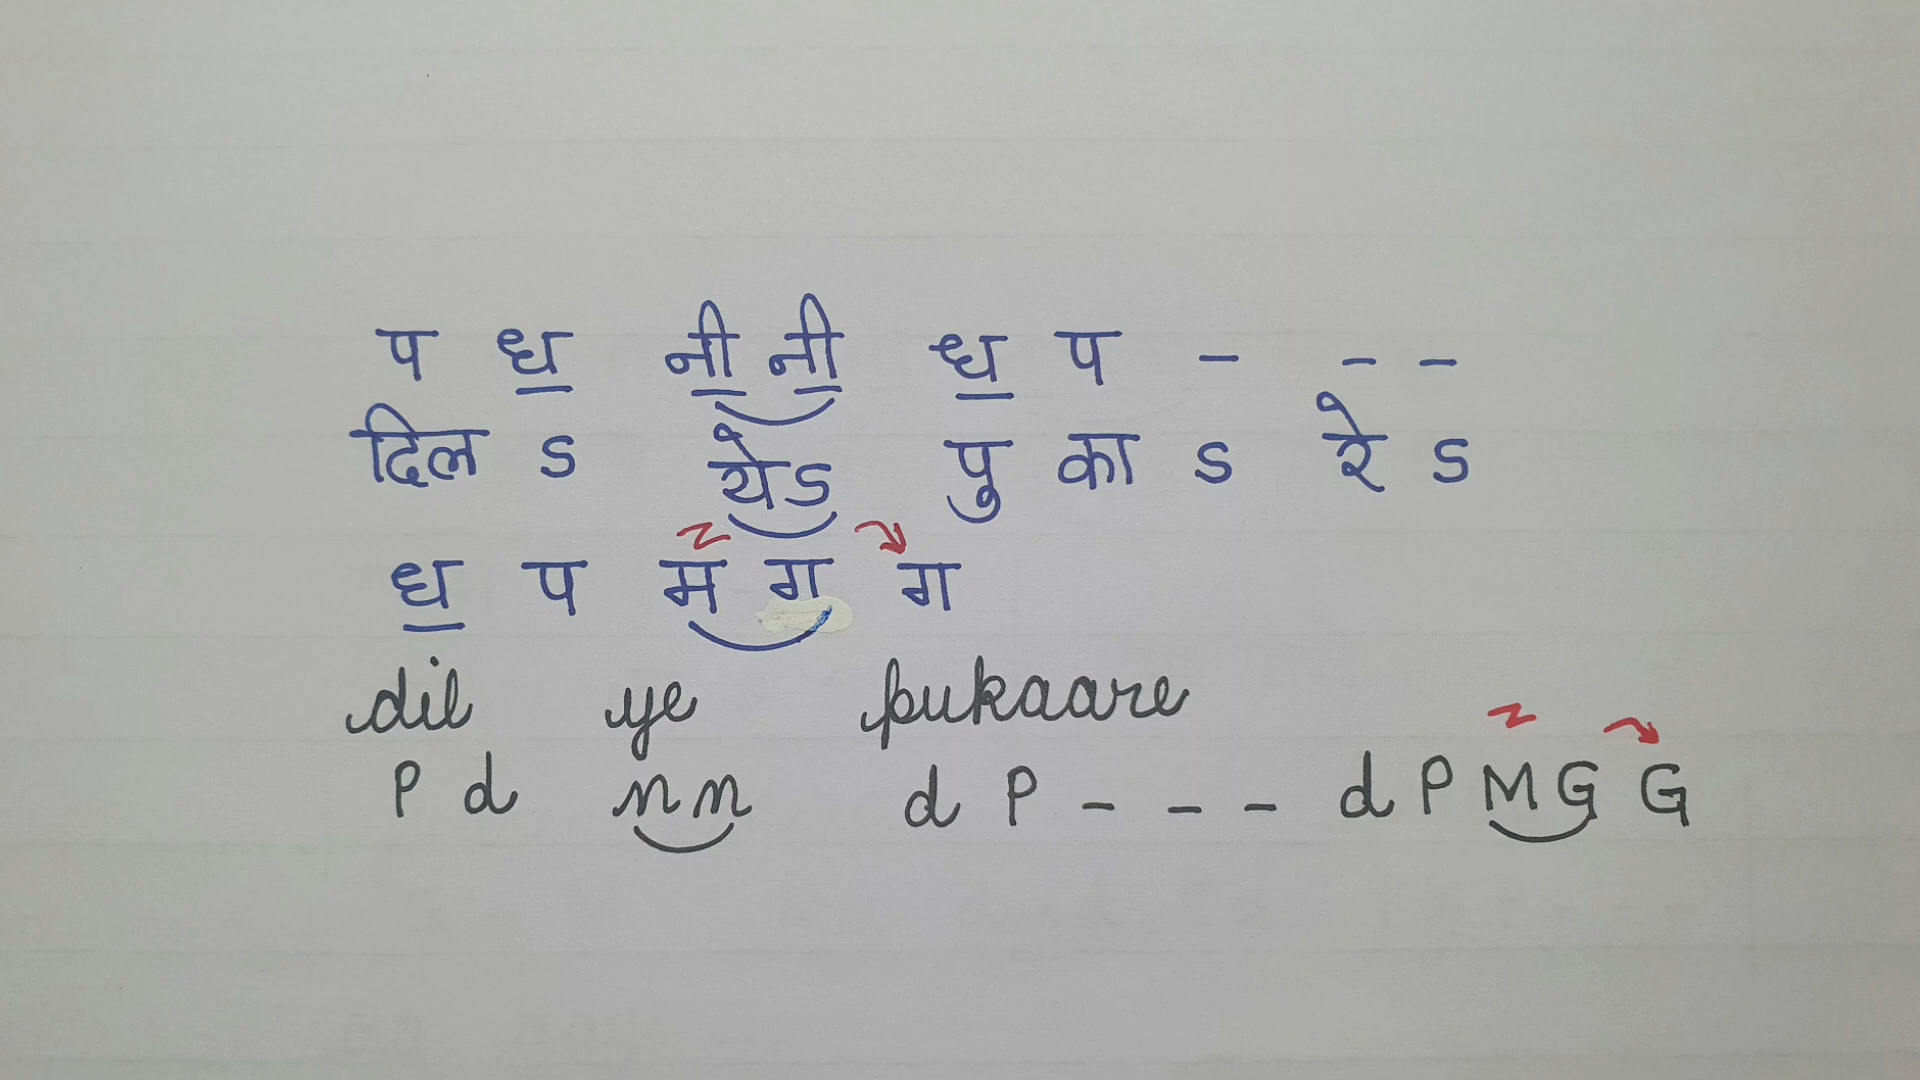 प ध॒ नी॒ नी॒ ध॒ प - - -
दिल ऽ येऽ पु का ऽ रे ऽ
ध॒ प म ग ग
dil ye pukaare
P d n n d P - - - d P M G G